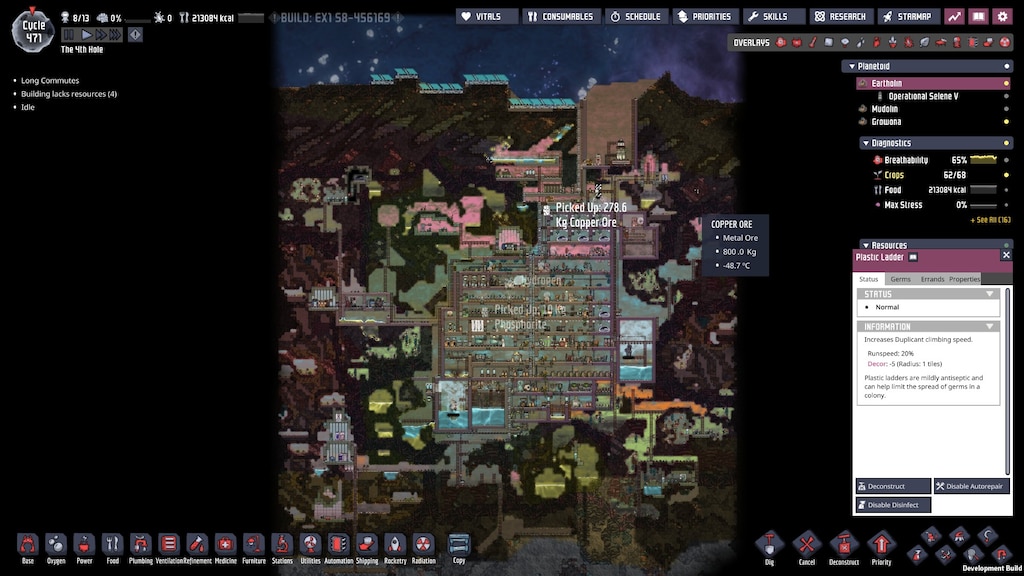 Cycle
471
8/13
0%
0
213084 kcal
BUILD: EX1 S8-456169
VITALS
CONSUMABLES
SCHEDULE
PRIORITIES
SKILLS
RESEARCH
STARMAP
The 4th Hole
OVERLAYS
Long Commutes
Building lacks resources (4)
Idle
Planetoid
Eartholin
Operational Selene V
Mudolin
Growona
Diagnostics
Breathability 65%
Crops 62/68
Food 213084 kcal
Max Stress 0%
+ See All (16)
Resources
Picked Up: 278.6
Kg Copper Ore
COPPER ORE
Metal Ore
800.0 Kg
-48.7 °C
Hydrogen
Picked Up: 10 Kg
Phosphorite
Plastic Ladder
Status Germs Errands Properties
STATUS
Normal
INFORMATION
Increases Duplicant climbing speed.
Runspeed: 20%
Decor: -5 (Radius: 1 tiles)
Plastic ladders are mildly antiseptic and
can help limit the spread of germs in a
colony.
Deconstruct
Disable Autorepair
Disable Disinfect
Base Oxygen Power Food Plumbing Ventilation Refinement Medicine Furniture Stations Utilities Automation Shipping Rocketry Radiation Copy
Dig Cancel Deconstruct Priority
Development Build